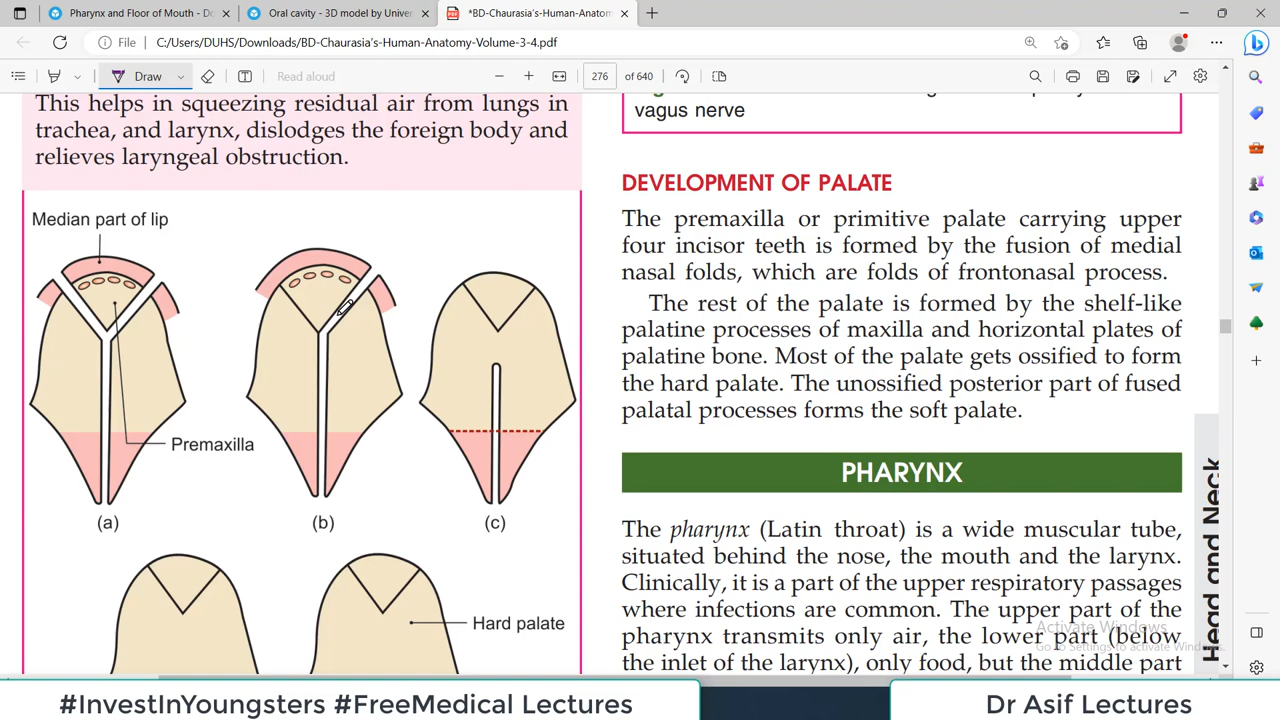 Pharynx and Floor of Mouth - Do
Oral cavity - 3D model by Univer
*BD-Chaurasia's-Human-Anatomy
File
C:/Users/DUHS/Downloads/BD-Chaurasia's-Human-Anatomy-Volume-3-4.pdf
Draw
Read aloud
276
of 640
This helps in squeezing residual air from lungs in
trachea, and larynx, dislodges the foreign body and
relieves laryngeal obstruction.
Median part of lip
Premaxilla
(a)
(b)
(c)
Hard palate
vagus nerve
DEVELOPMENT OF PALATE
The premaxilla or primitive palate carrying upper
four incisor teeth is formed by the fusion of medial
nasal folds, which are folds of frontonasal process.
The rest of the palate is formed by the shelf-like
palatine processes of maxilla and horizontal plates of
palatine bone. Most of the palate gets ossified to form
the hard palate. The unossified posterior part of fused
palatal processes forms the soft palate.
PHARYNX
The pharynx (Latin throat) is a wide muscular tube,
situated behind the nose, the mouth and the larynx.
Clinically, it is a part of the upper respiratory passages
where infections are common. The upper part of the
pharynx transmits only air, the lower part (below
the inlet of the larynx), only food, but the middle part
Head and Neck
Activate Windows
Go to Settings to activate Windows.
#InvestInYoungsters #FreeMedical Lectures
Dr Asif Lectures